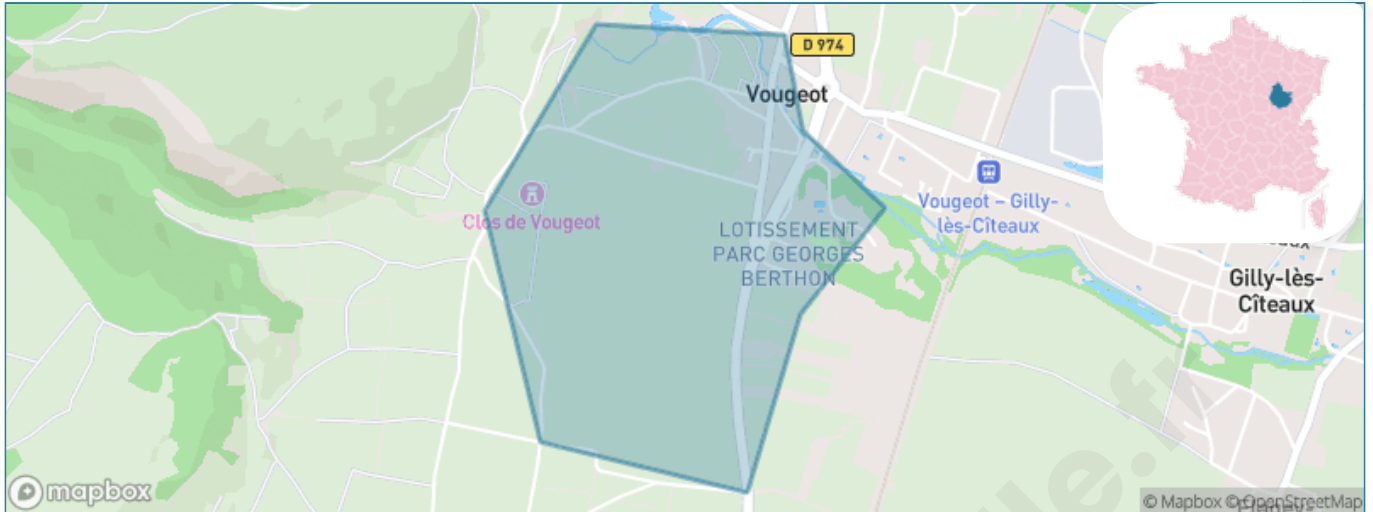 D 974
Vougeot
Clos de Vougeot
Vougeot – Gilly-
lès-Cîteaux
LOTISSEMENT
PARC GEORGES
BERTHON
Gilly-lès-
Cîteaux
mapbox
© Mapbox © OpenStreetMap